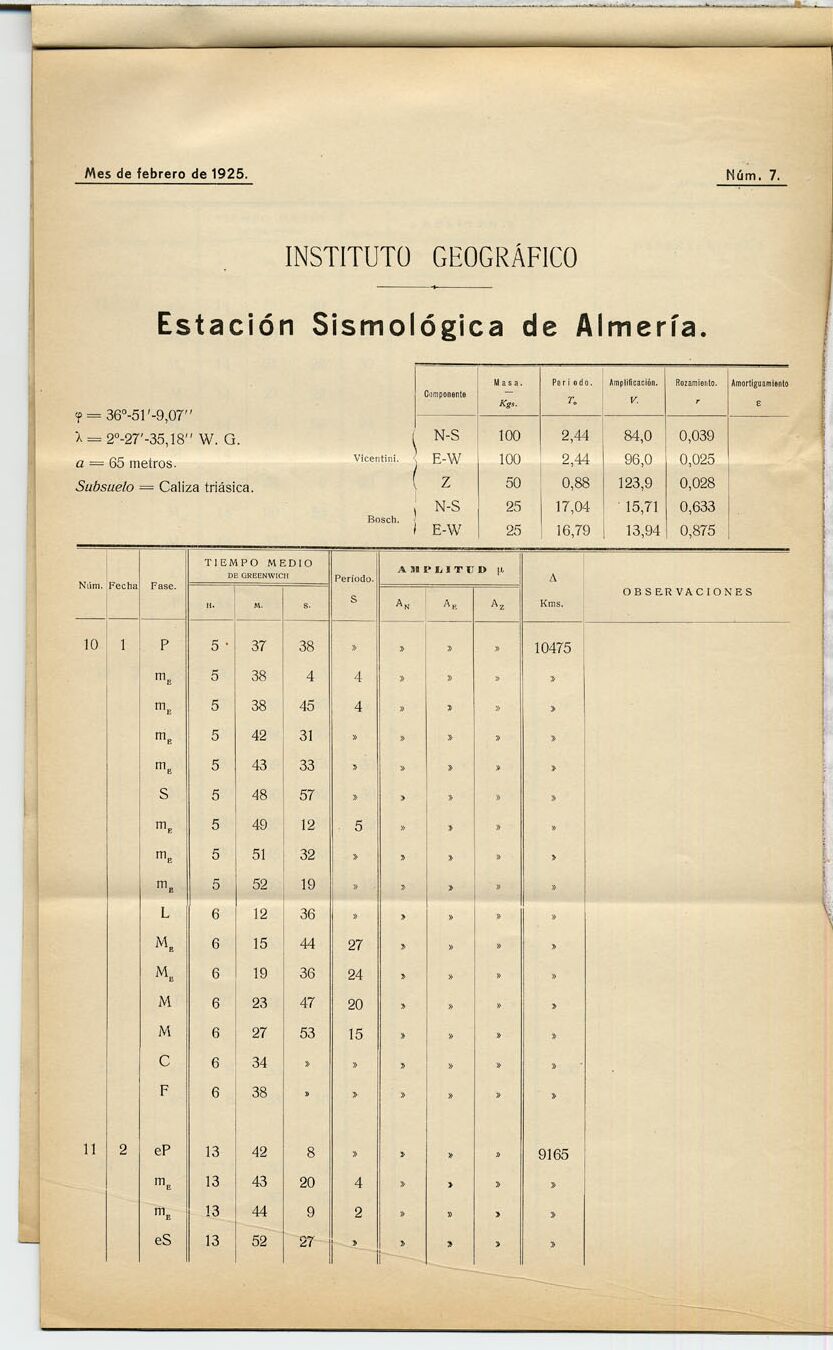 Mes de febrero de 1925. Núm. 7.
INSTITUTO GEOGRÁFICO
Estación Sismológica de Almería.
φ = 36º-51'-9,07''
λ = 2º-27'-35,18'' W. G.
a = 65 metros.
Subsuelo = Caliza triásica.
Componente Masa. Kgs. Periodo. T₀ Amplificación. V. Rozamiento. r Amortiguamiento ε
Vicentini. N-S 100 2,44 84,0 0,039
E-W 100 2,44 96,0 0,025
Z 50 0,88 123,9 0,028
Bosch. N-S 25 17,04 15,71 0,633
E-W 25 16,79 13,94 0,875
Núm. Fecha Fase. TIEMPO MEDIO DE GREENWICH Período. S AMPLITUD μ Δ Kms. OBSERVACIONES
H. M. S. A_N A_E A_Z
10 1 P 5 37 38 » » » » 10475
m_E 5 38 4 4 » » » »
m_E 5 38 45 4 » » » »
m_E 5 42 31 » » » » »
m_E 5 43 33 » » » » »
S 5 48 57 » » » » »
m_E 5 49 12 5 » » » »
m_E 5 51 32 » » » » »
m_E 5 52 19 » » » » »
L 6 12 36 » » » » »
M_E 6 15 44 27 » » » »
M_E 6 19 36 24 » » » »
M 6 23 47 20 » » » »
M 6 27 53 15 » » » »
C 6 34 » » » » » »
F 6 38 » » » » » »
11 2 eP 13 42 8 » » » » 9165
m_E 13 43 20 4 » » » »
m_E 13 44 9 2 » » » »
eS 13 52 27 » » » » »